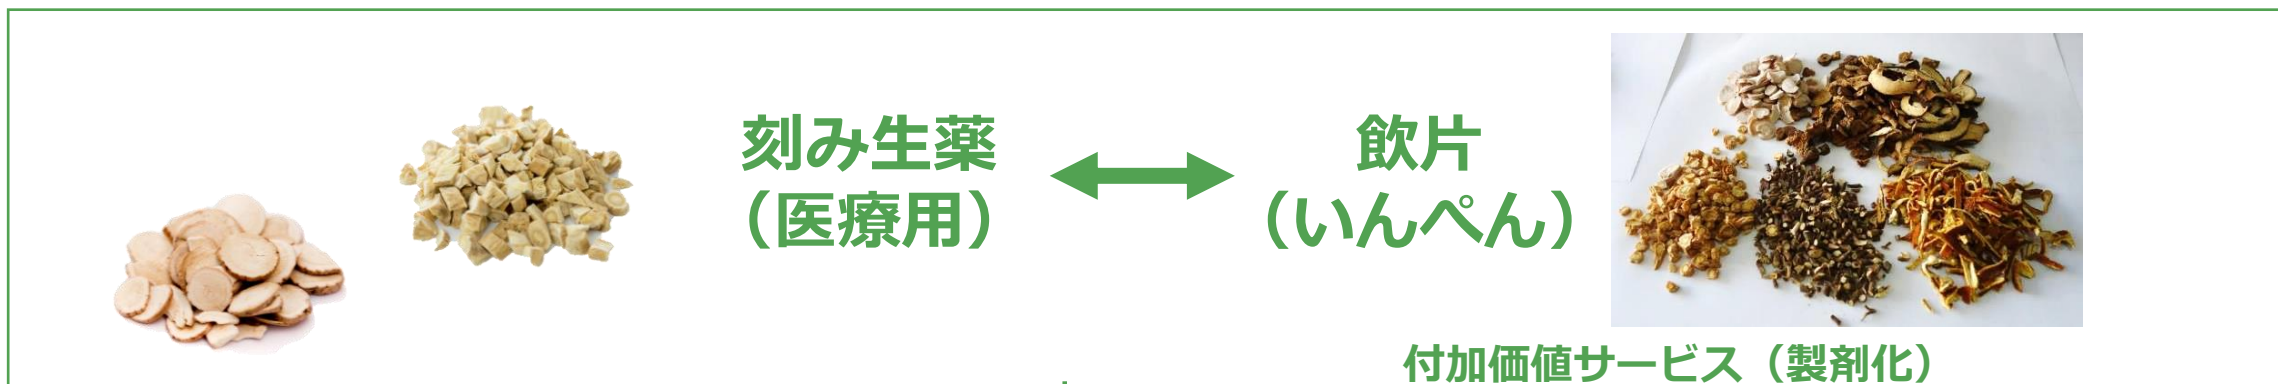 刻み生薬
（医療用）
飲片
（いんぺん）
付加価値サービス（製剤化）